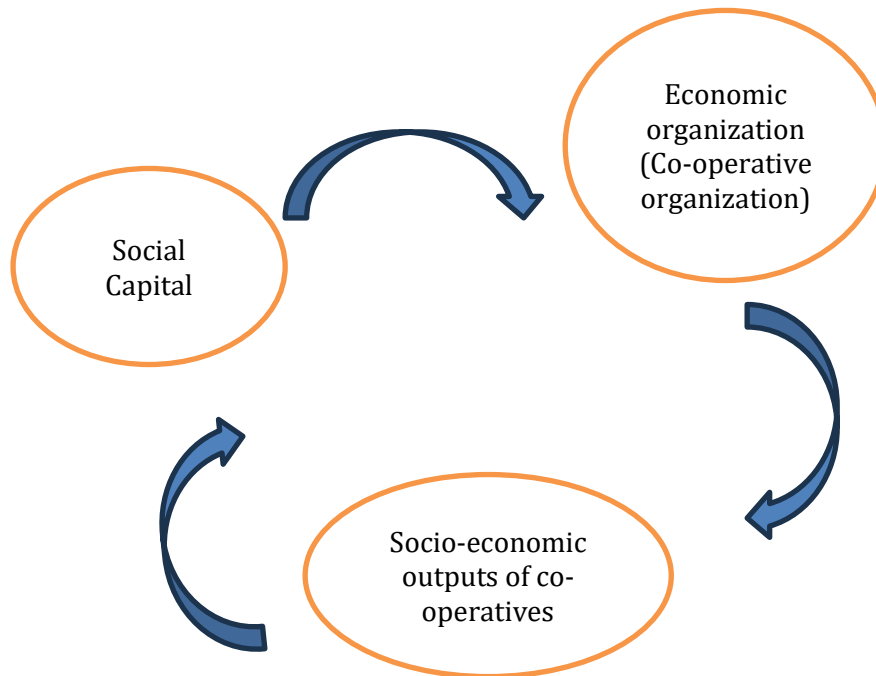 Economic
organization
(Co-operative
organization)
Social
Capital
Socio-economic
outputs of co-
operatives